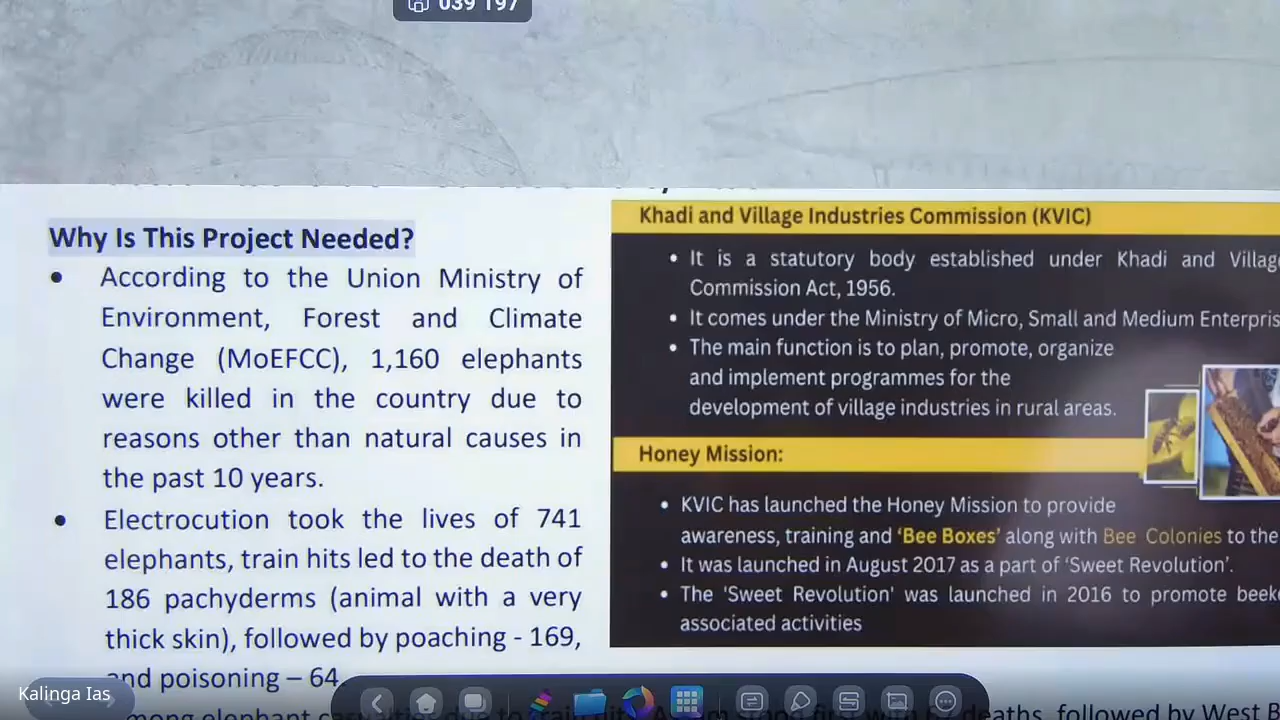 039 197
Why Is This Project Needed?
• According to the Union Ministry of
Environment, Forest and Climate
Change (MoEFCC), 1,160 elephants
were killed in the country due to
reasons other than natural causes in
the past 10 years.
• Electrocution took the lives of 741
elephants, train hits led to the death of
186 pachyderms (animal with a very
thick skin), followed by poaching - 169,
and poisoning – 64.
Khadi and Village Industries Commission (KVIC)
• It is a statutory body established under Khadi and Villag
Commission Act, 1956.
• It comes under the Ministry of Micro, Small and Medium Enterpris
• The main function is to plan, promote, organize
and implement programmes for the
development of village industries in rural areas.
Honey Mission:
• KVIC has launched the Honey Mission to provide
awareness, training and ‘Bee Boxes’ along with Bee Colonies to the
• It was launched in August 2017 as a part of ‘Sweet Revolution’.
• The 'Sweet Revolution' was launched in 2016 to promote beeke
associated activities
deaths, followed by West B
Kalinga Ias